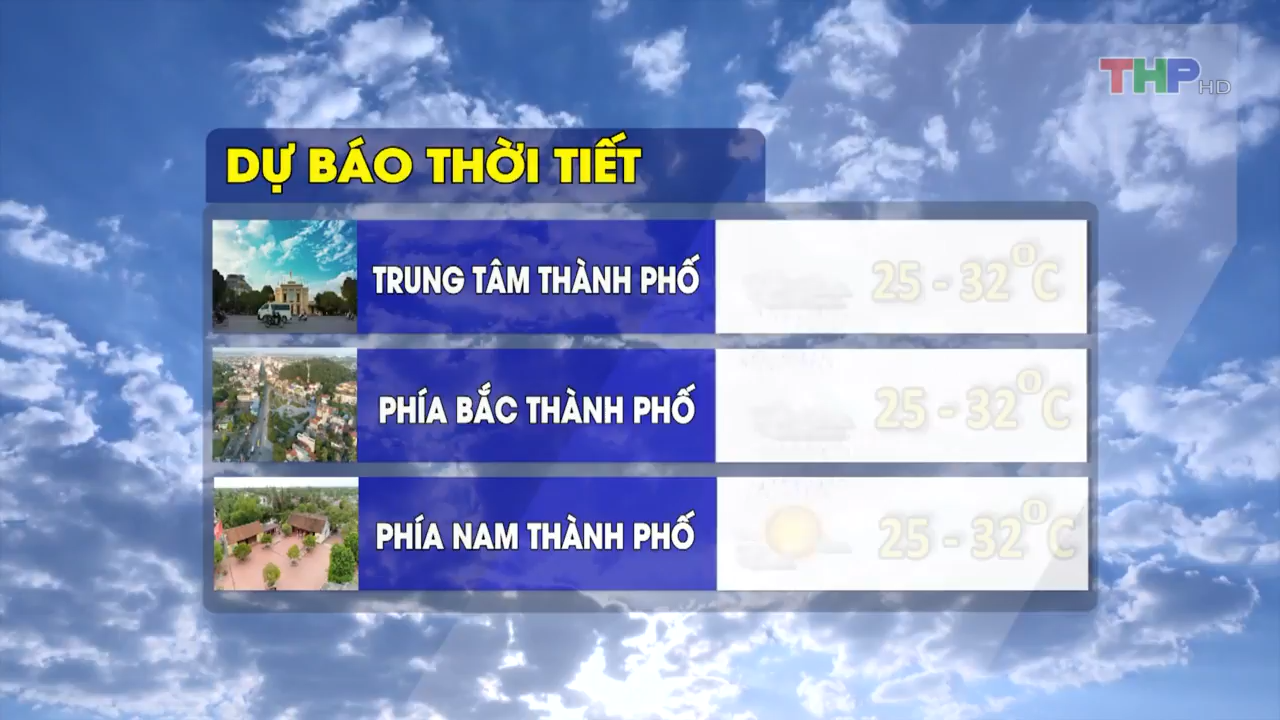 THP HD
DỰ BÁO THỜI TIẾT
TRUNG TÂM THÀNH PHỐ 25 - 32°C
PHÍA BẮC THÀNH PHỐ 25 - 32°C
PHÍA NAM THÀNH PHỐ 25 - 32°C